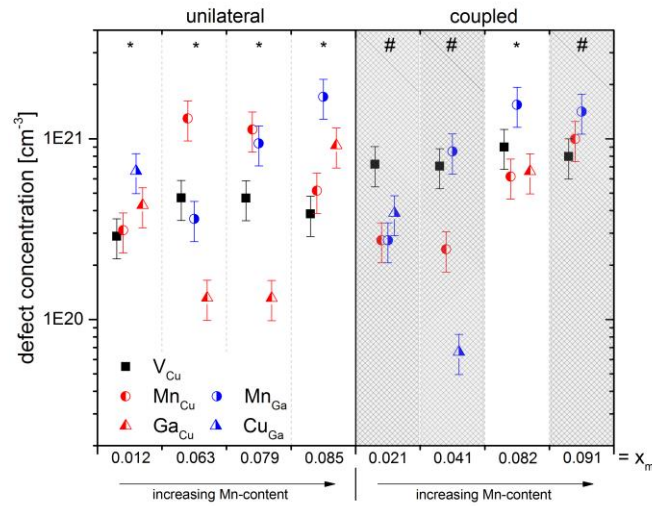 unilateral coupled
* * * * # # * #
defect concentration [cm⁻³]
1E21
1E20
V_Cu
Mn_Cu Mn_Ga
Ga_Cu Cu_Ga
0.012 0.063 0.079 0.085 0.021 0.041 0.082 0.091 = x_m
increasing Mn-content increasing Mn-content